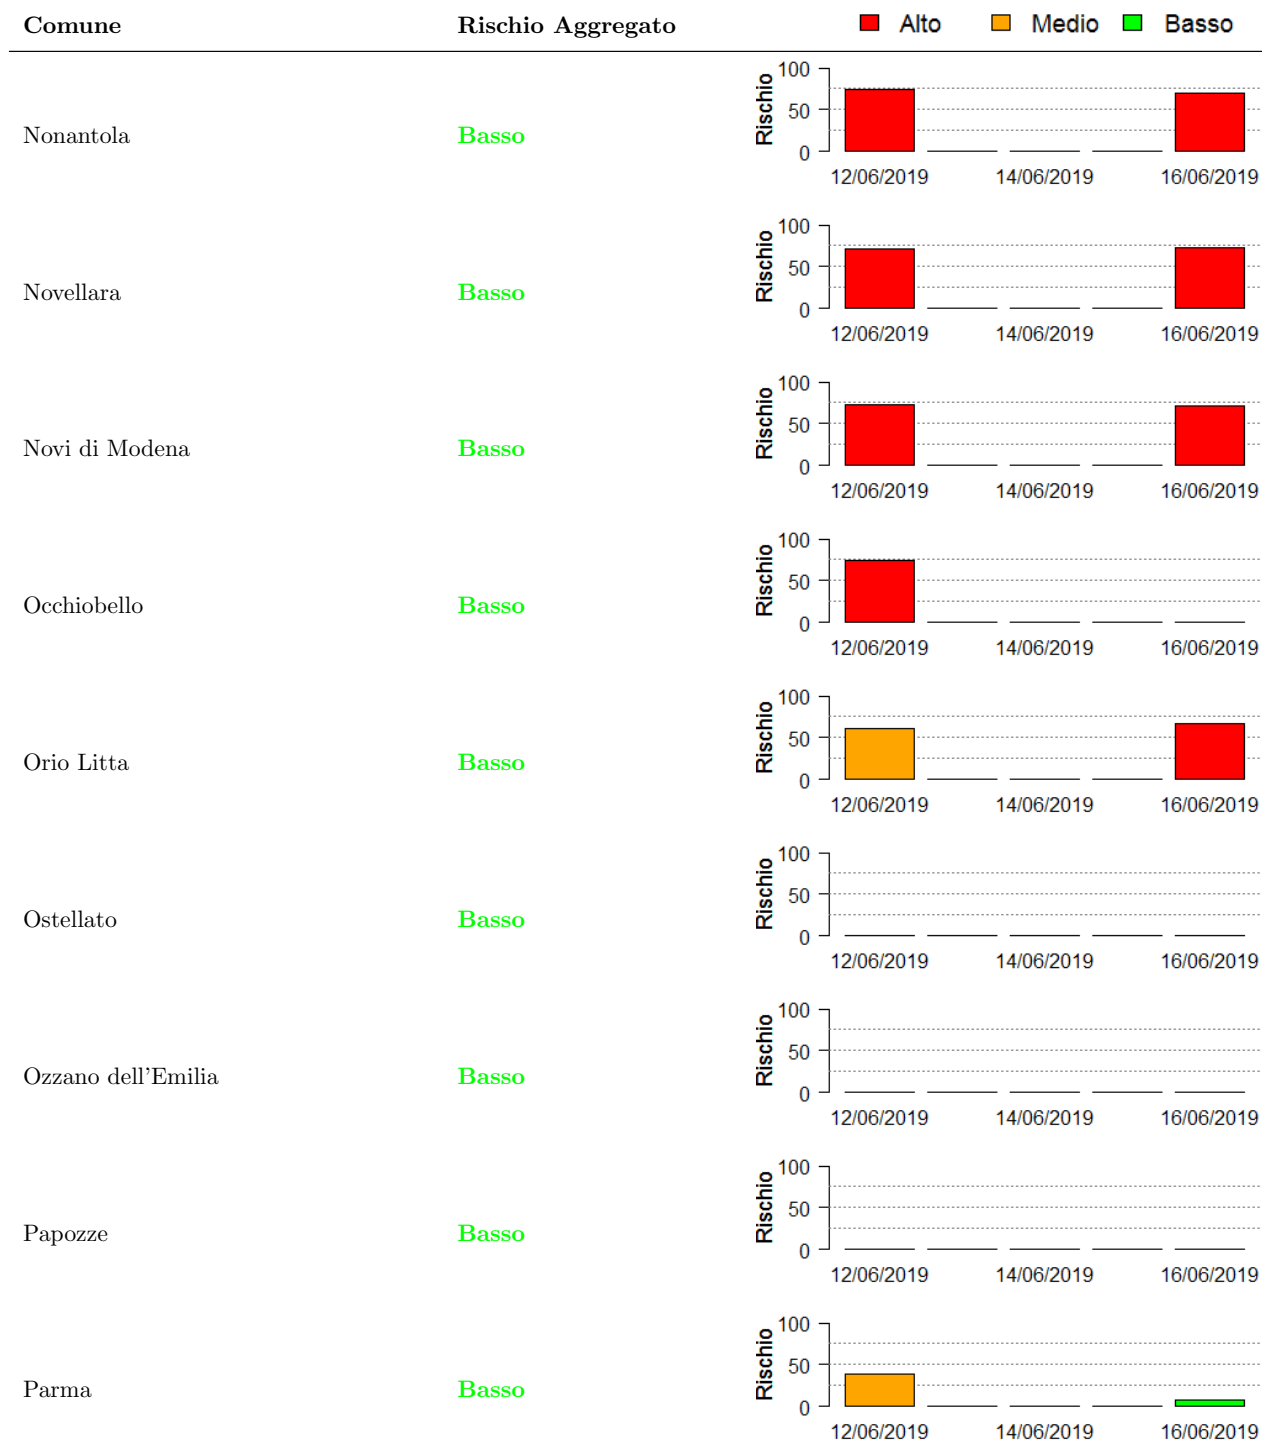 Comune Rischio Aggregato Alto Medio Basso
100
50
0
Rischio
Nonantola Basso
12/06/2019 14/06/2019 16/06/2019
100
50
0
Rischio
Novellara Basso
12/06/2019 14/06/2019 16/06/2019
100
50
0
Rischio
Novi di Modena Basso
12/06/2019 14/06/2019 16/06/2019
100
50
0
Rischio
Occhiobello Basso
12/06/2019 14/06/2019 16/06/2019
100
50
0
Rischio
Orio Litta Basso
12/06/2019 14/06/2019 16/06/2019
100
50
0
Rischio
Ostellato Basso
12/06/2019 14/06/2019 16/06/2019
100
50
0
Rischio
Ozzano dell'Emilia Basso
12/06/2019 14/06/2019 16/06/2019
100
50
0
Rischio
Papozze Basso
12/06/2019 14/06/2019 16/06/2019
100
50
0
Rischio
Parma Basso
12/06/2019 14/06/2019 16/06/2019